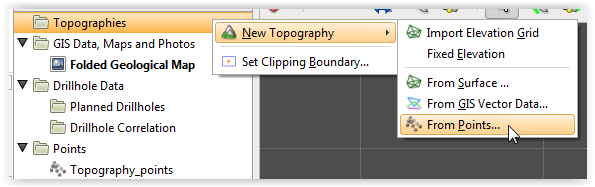 Topographies
GIS Data, Maps and Photos
Folded Geological Map
Drillhole Data
Planned Drillholes
Drillhole Correlation
Points
Topography_points
New Topography
Set Clipping Boundary...
Import Elevation Grid
Fixed Elevation
From Surface ...
From GIS Vector Data...
From Points...